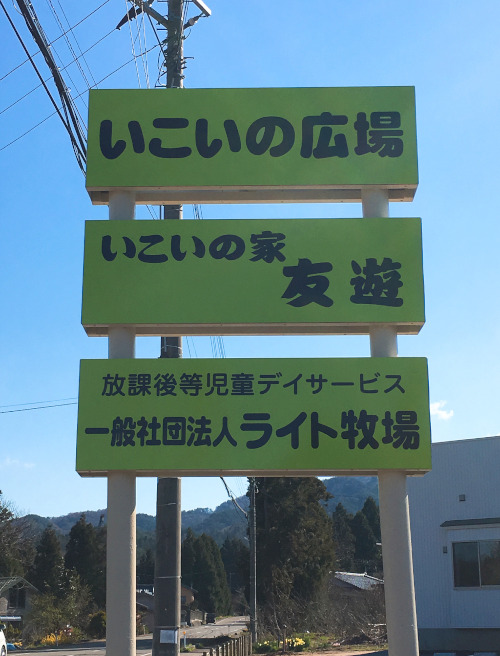 いこいの広場
いこいの家
友遊
放課後等児童デイサービス
一般社団法人ライト牧場